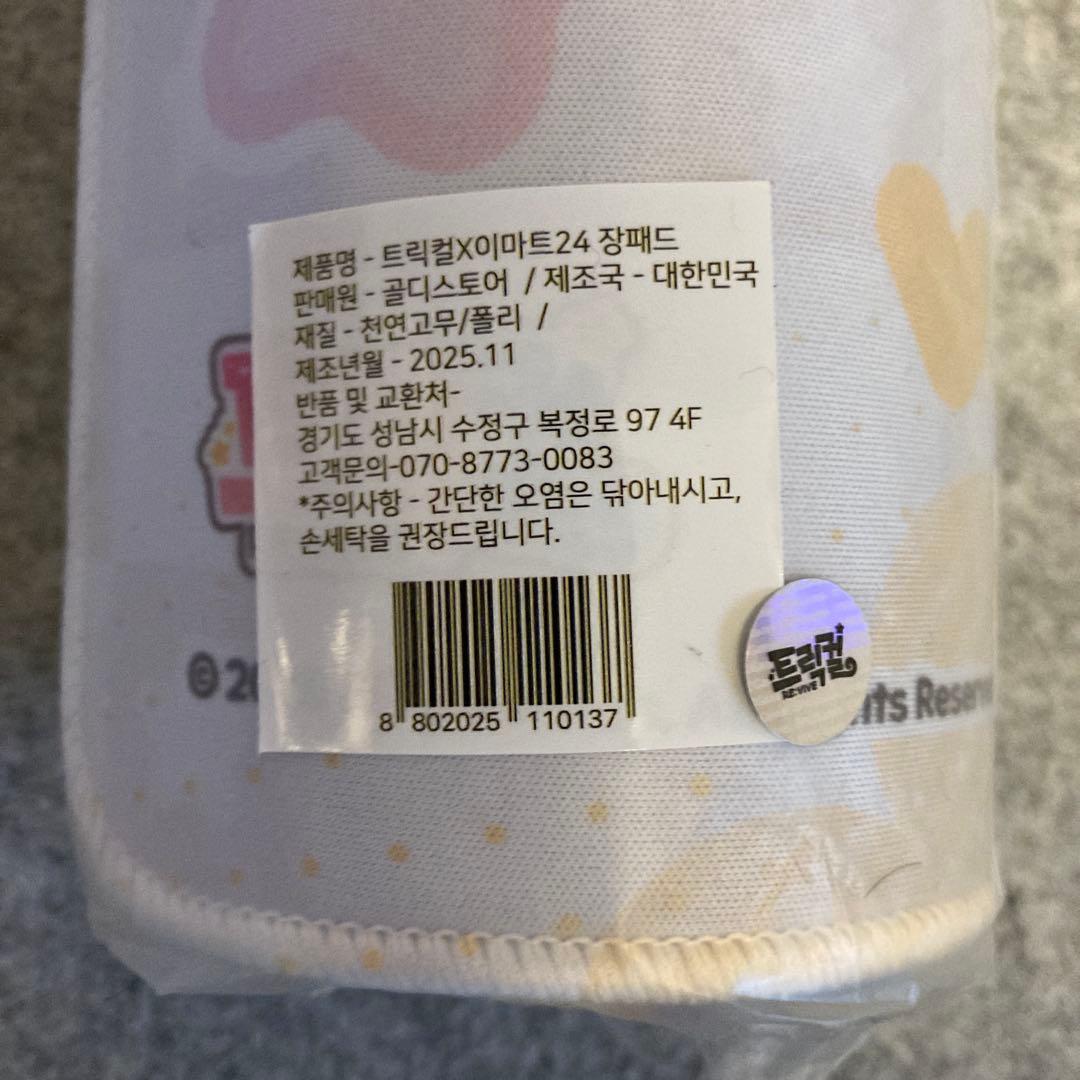 제품명 - 트릭컬X이마트24 장패드
판매원 - 골디스토어 / 제조국 - 대한민국
재질 - 천연고무/폴리 /
제조년월 - 2025.11
반품 및 교환처-
경기도 성남시 수정구 복정로 97 4F
고객문의-070-8773-0083
*주의사항 - 간단한 오염은 닦아내시고,
손세탁을 권장드립니다.
8 802025 110137
트릭컬
RE:VIVE
©